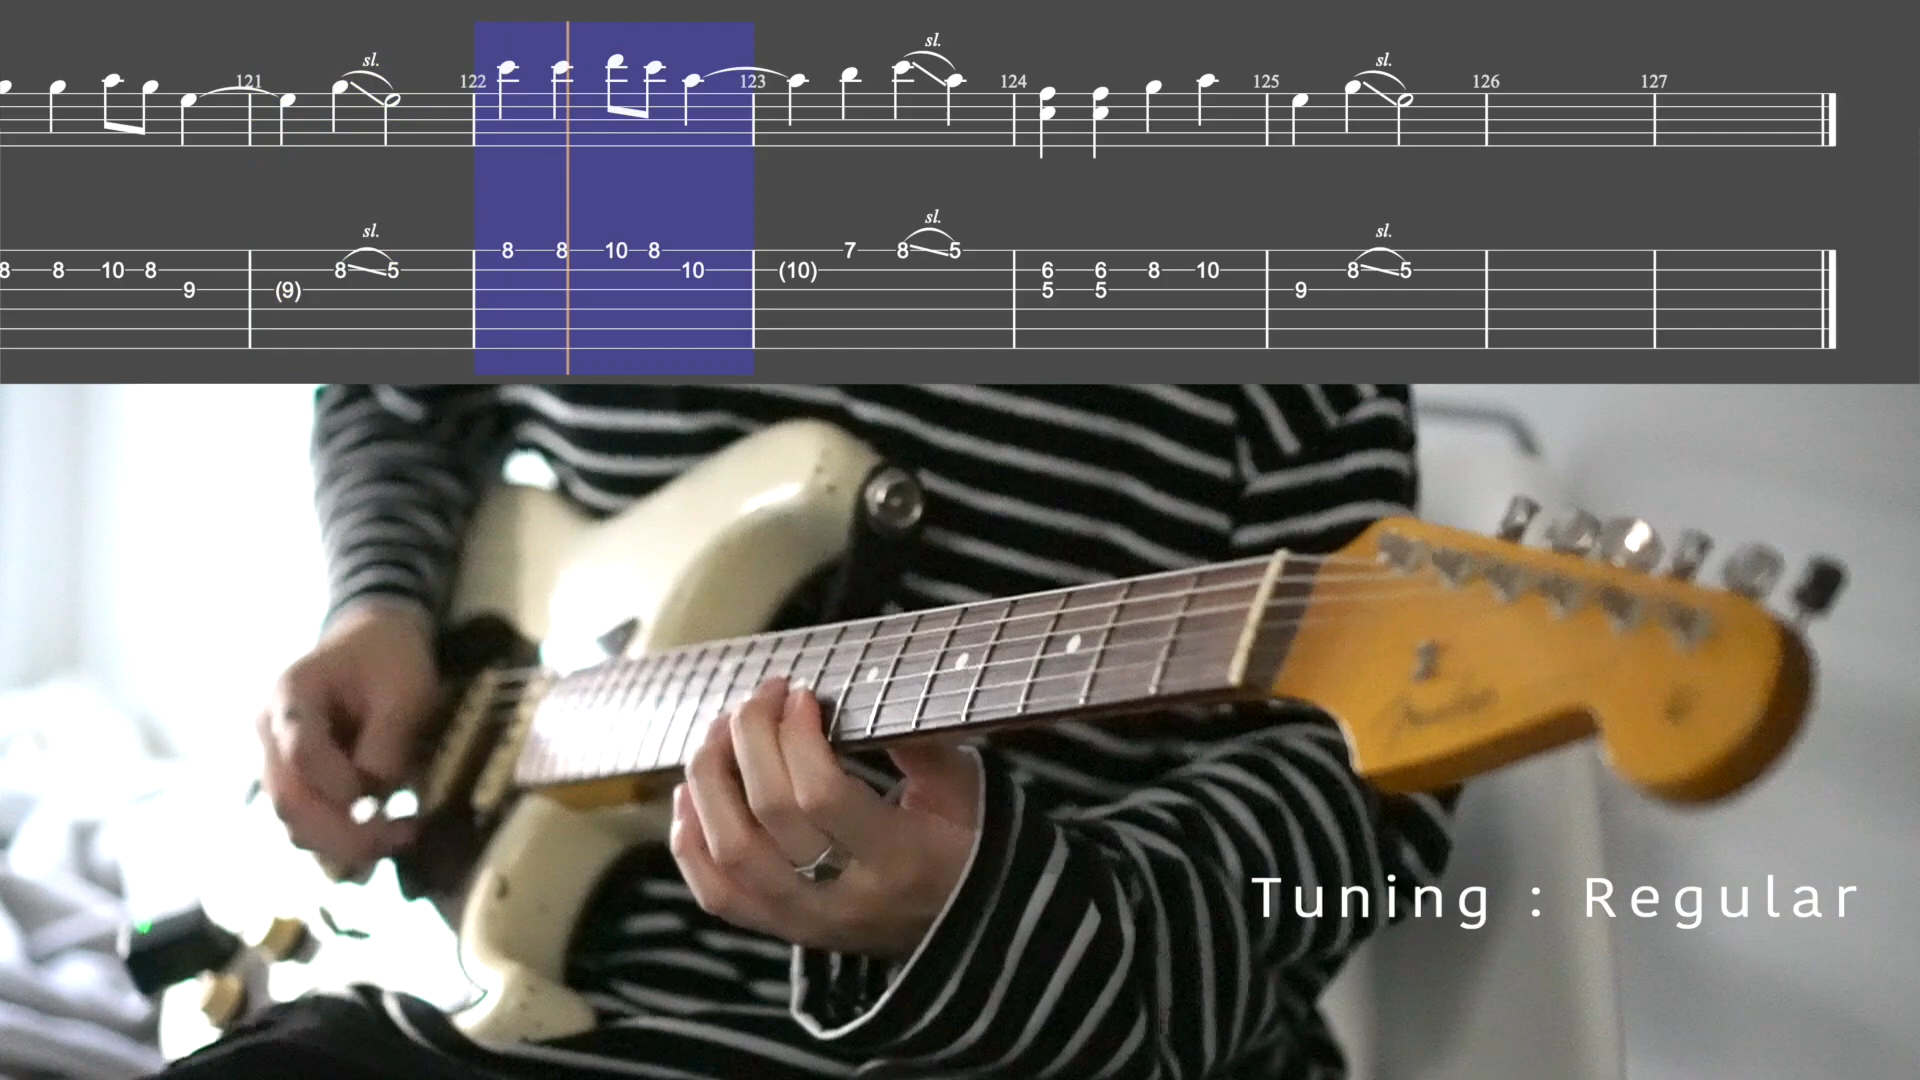 sl. sl. sl.
121 122 123 124 125 126 127
sl. sl. sl.
8 8 10 8 7 8 5
8 8 10 8 8 5 10 (10) 6 6 8 10 8 5
9 (9) 5 5 9
Tuning : Regular